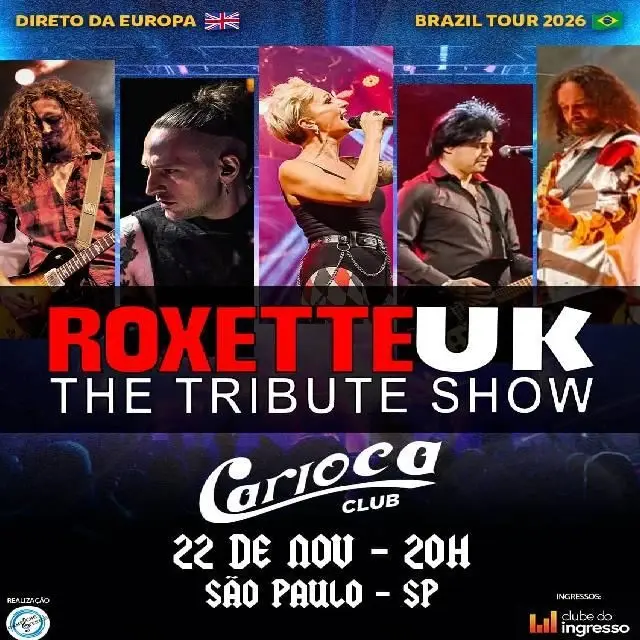 DIRETO DA EUROPA
BRAZIL TOUR 2026
ROXETTE UK
THE TRIBUTE SHOW
Carioca
CLUB
22 DE NOV - 20H
SÃO PAULO - SP
REALIZAÇÃO
INGRESSOS:
clube do
ingresso